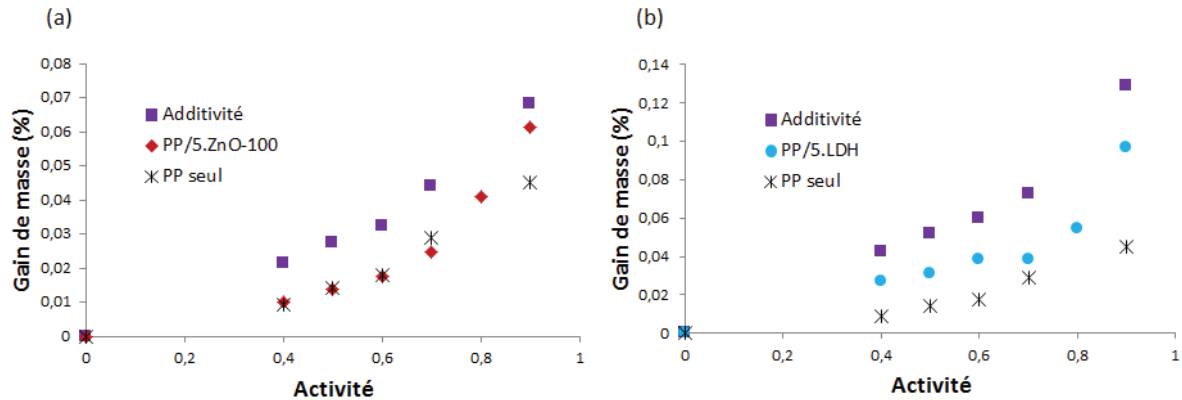 (a)
Gain de masse (%)
0,08
0,07
0,06
0,05
0,04
0,03
0,02
0,01
0
Additivité
PP/5.ZnO-100
PP seul
0 0,2 0,4 0,6 0,8 1
Activité
(b)
Gain de masse (%)
0,14
0,12
0,1
0,08
0,06
0,04
0,02
0
Additivité
PP/5.LDH
PP seul
0 0,2 0,4 0,6 0,8 1
Activité